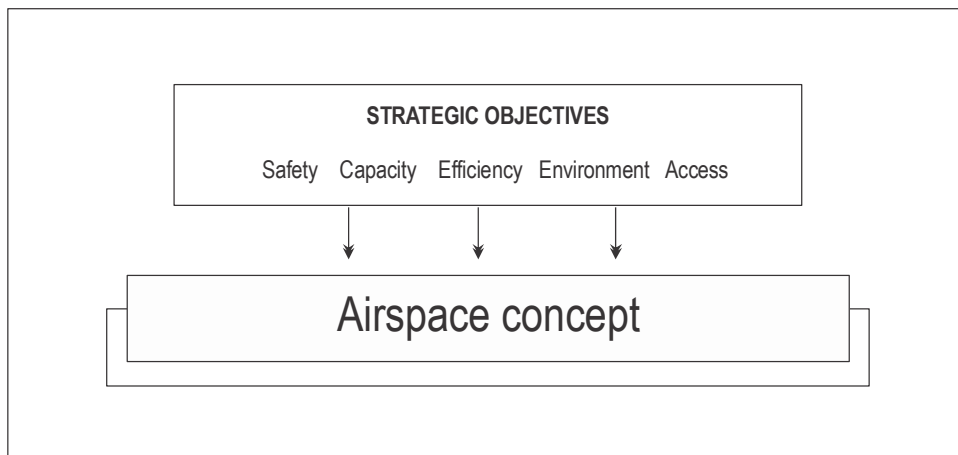 STRATEGIC OBJECTIVES
Safety Capacity Efficiency Environment Access
Airspace concept